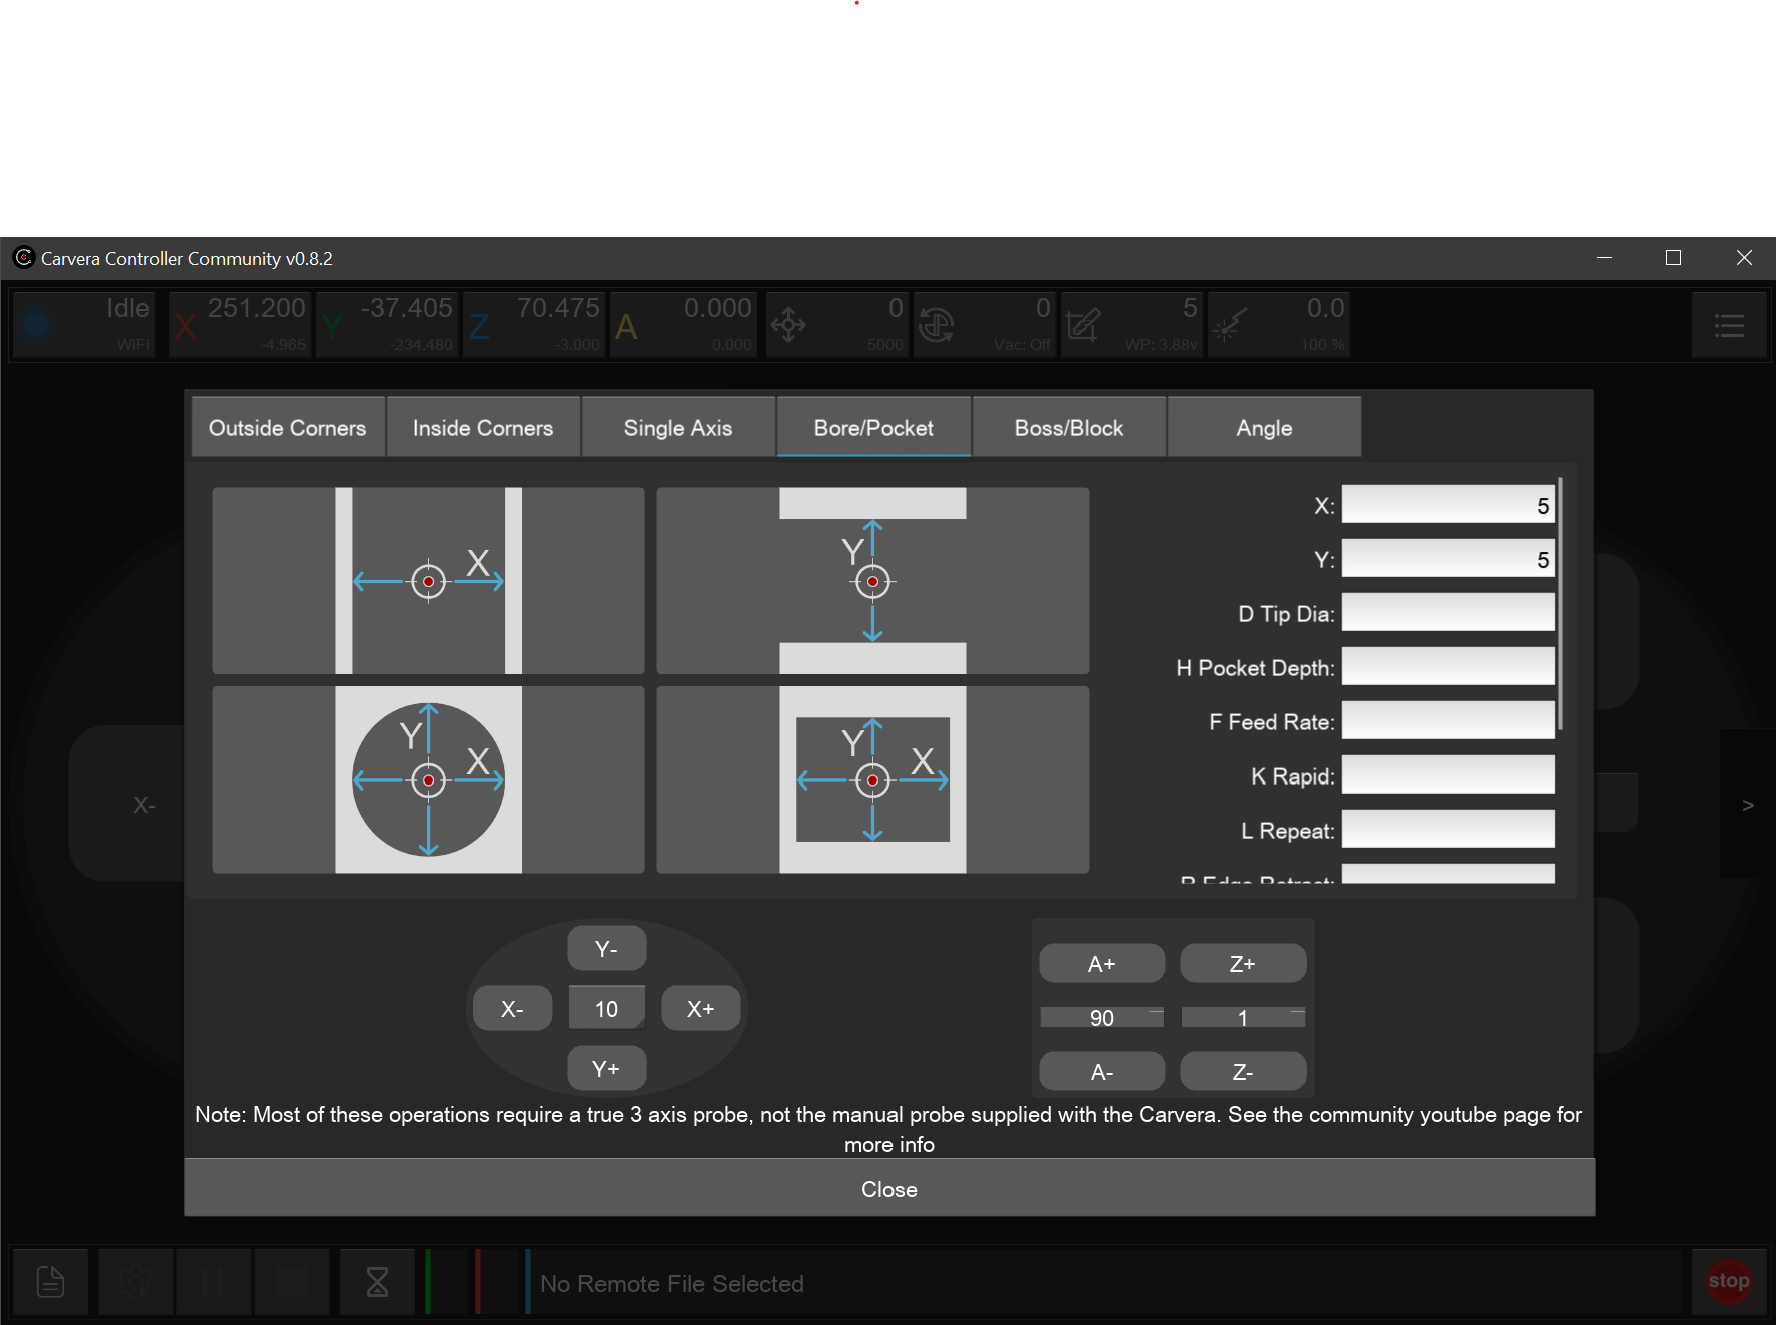 Carvera Controller Community v0.8.2
Idle
WiFi
X 251.200
-4.965
Y -37.405
-234.480
Z 70.475
-3.000
A 0.000
0.000
0
5000
0
Vac: Off
5
WP: 3.88v
0.0
100 %
Outside Corners
Inside Corners
Single Axis
Bore/Pocket
Boss/Block
Angle
X
Y
Y
X
Y
X
X: 5
Y: 5
D Tip Dia:
H Pocket Depth:
F Feed Rate:
K Rapid:
L Repeat:
R Edge Retract:
X-
>
Y-
X-
10
X+
Y+
A+
Z+
90
1
A-
Z-
Note: Most of these operations require a true 3 axis probe, not the manual probe supplied with the Carvera. See the community youtube page for
more info
Close
No Remote File Selected
stop